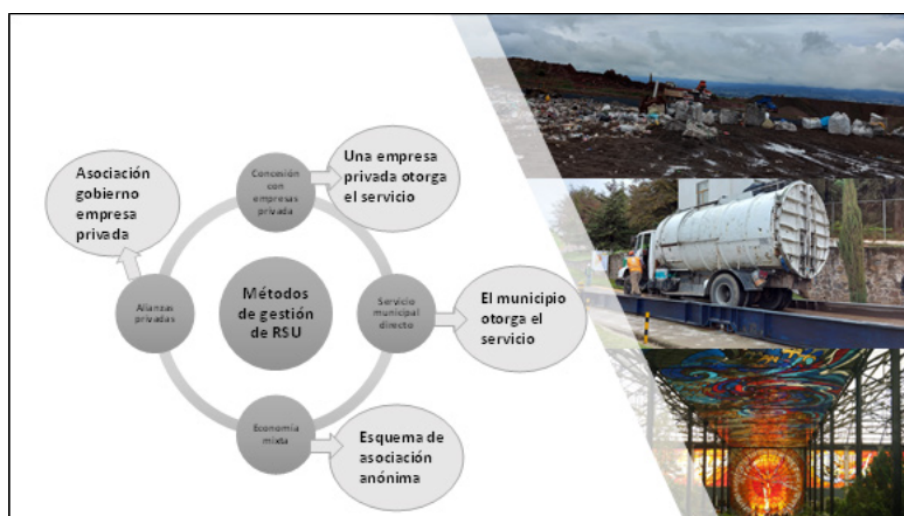 Concesión
con
empresas
privada
Una empresa
privada otorga
el servicio
Asociación
gobierno
empresa
privada
Alianzas
privadas
Métodos
de gestión
de RSU
Servicio
municipal
directo
El municipio
otorga el
servicio
Economía
mixta
Esquema de
asociación
anónima